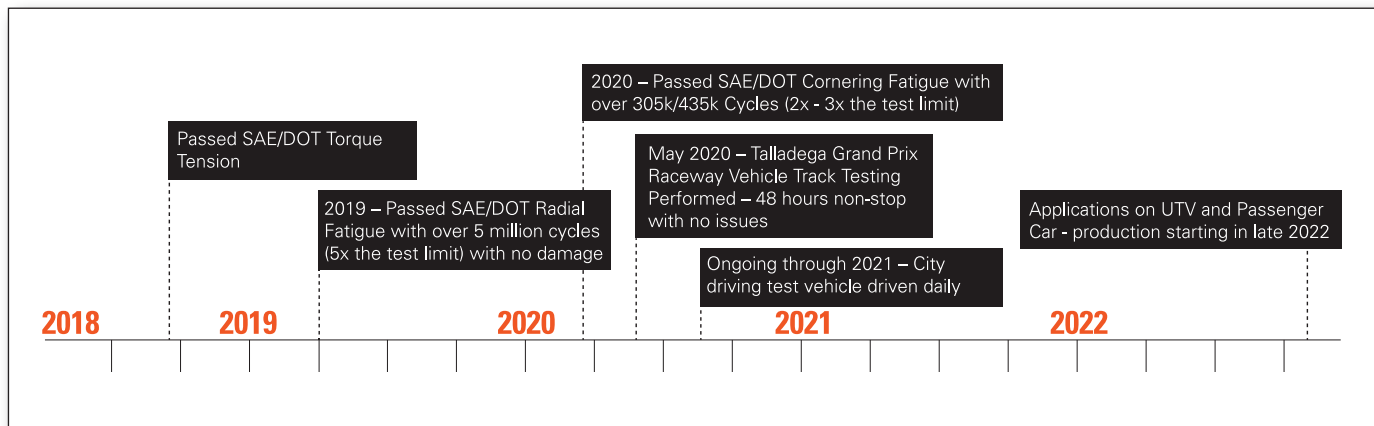 2020 – Passed SAE/DOT Cornering Fatigue with
over 305k/435k Cycles (2x - 3x the test limit)
Passed SAE/DOT Torque
Tension
May 2020 – Talladega Grand Prix
Raceway Vehicle Track Testing
Performed – 48 hours non-stop
with no issues
2019 – Passed SAE/DOT Radial
Fatigue with over 5 million cycles
(5x the test limit) with no damage
Applications on UTV and Passenger
Car - production starting in late 2022
Ongoing through 2021 – City
driving test vehicle driven daily
2018 2019 2020 2021 2022